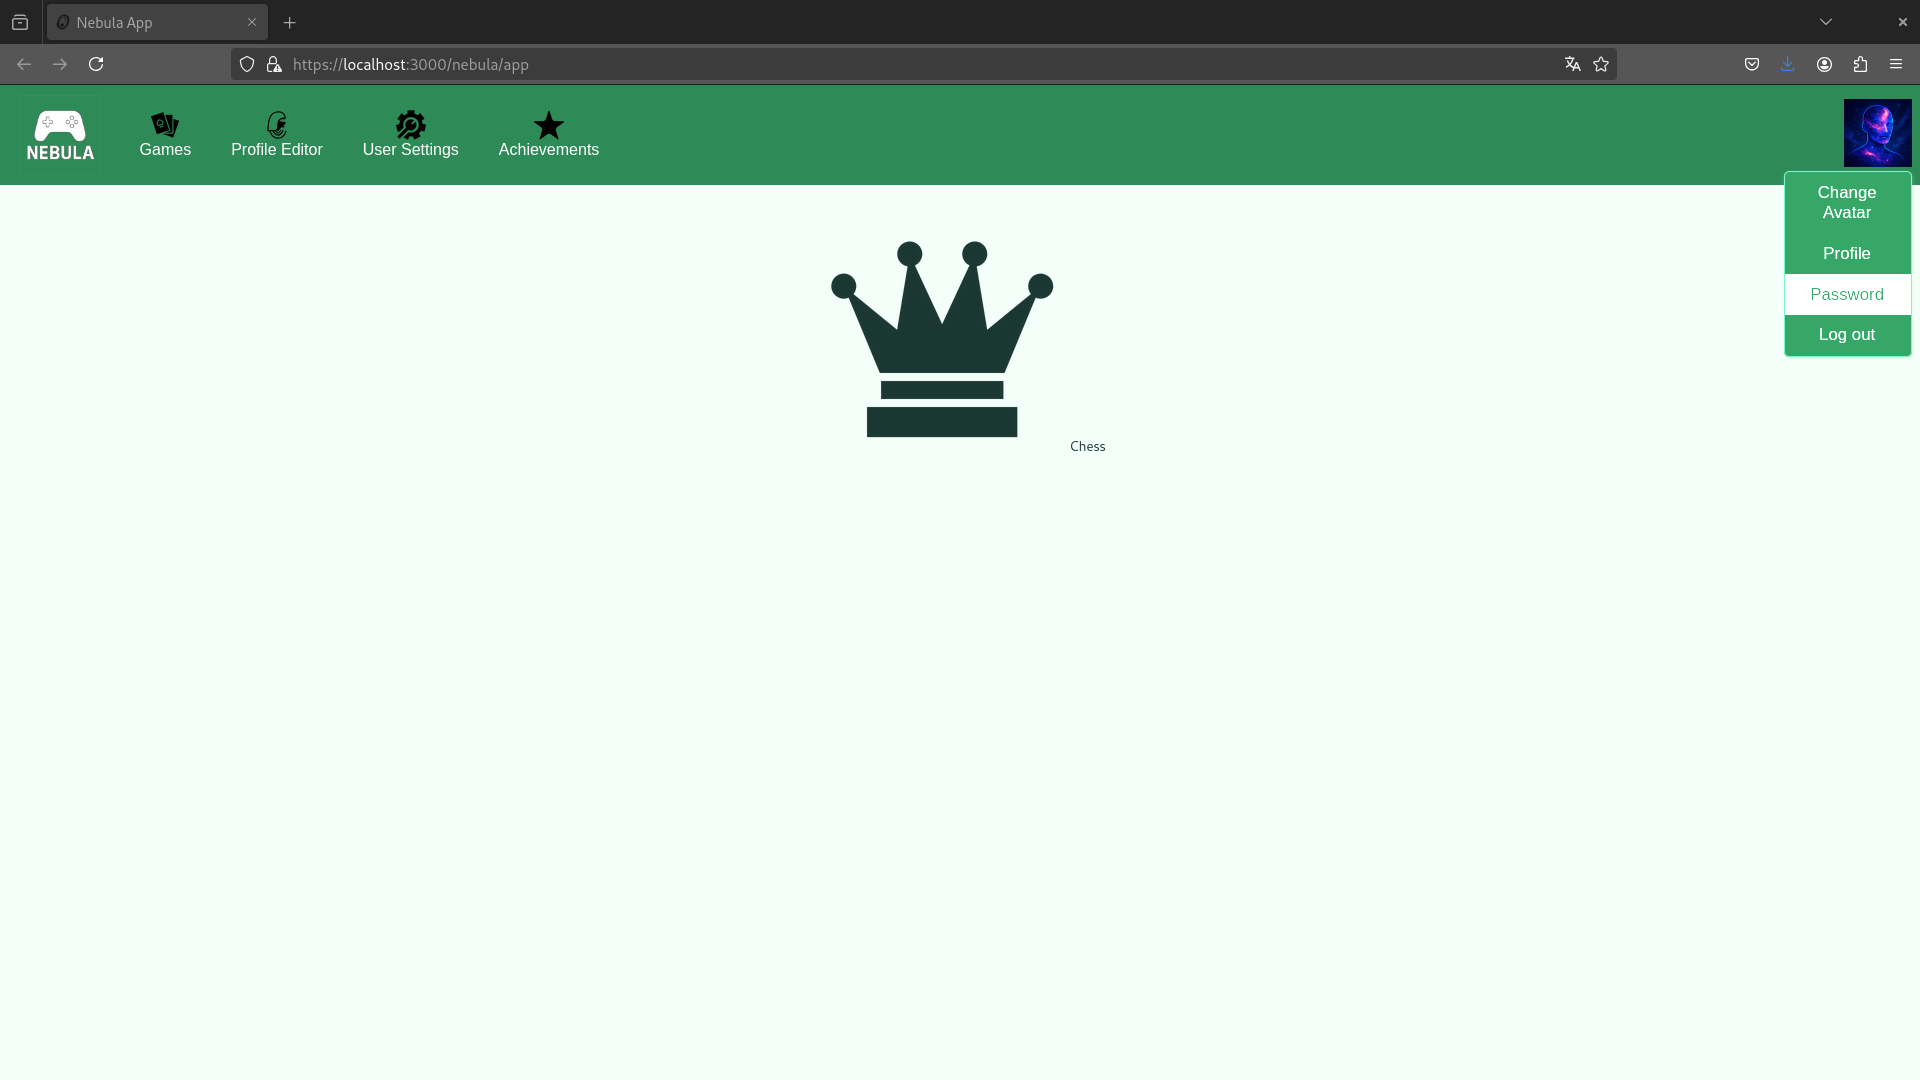 Nebula App
https://localhost:3000/nebula/app
NEBULA
Games
Profile Editor
User Settings
Achievements
Change
Avatar
Profile
Password
Log out
Chess